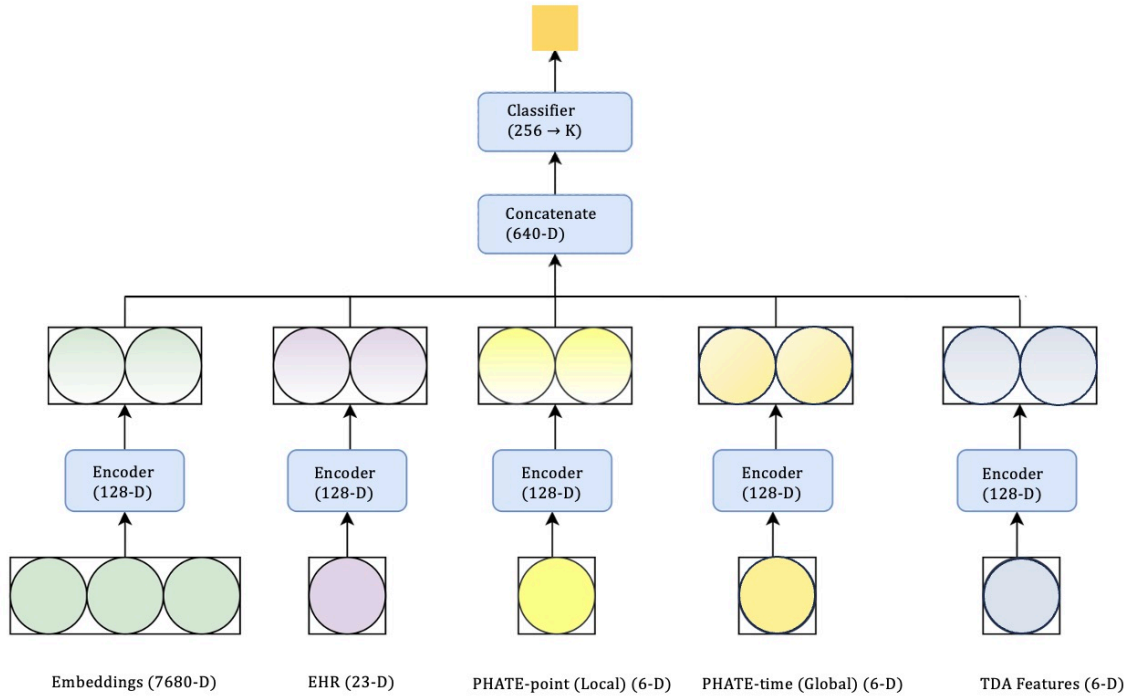 Classifier
(256 → K)
Concatenate
(640-D)
Encoder
(128-D)
Encoder
(128-D)
Encoder
(128-D)
Encoder
(128-D)
Encoder
(128-D)
Embeddings (7680-D)
EHR (23-D)
PHATE-point (Local) (6-D)
PHATE-time (Global) (6-D)
TDA Features (6-D)